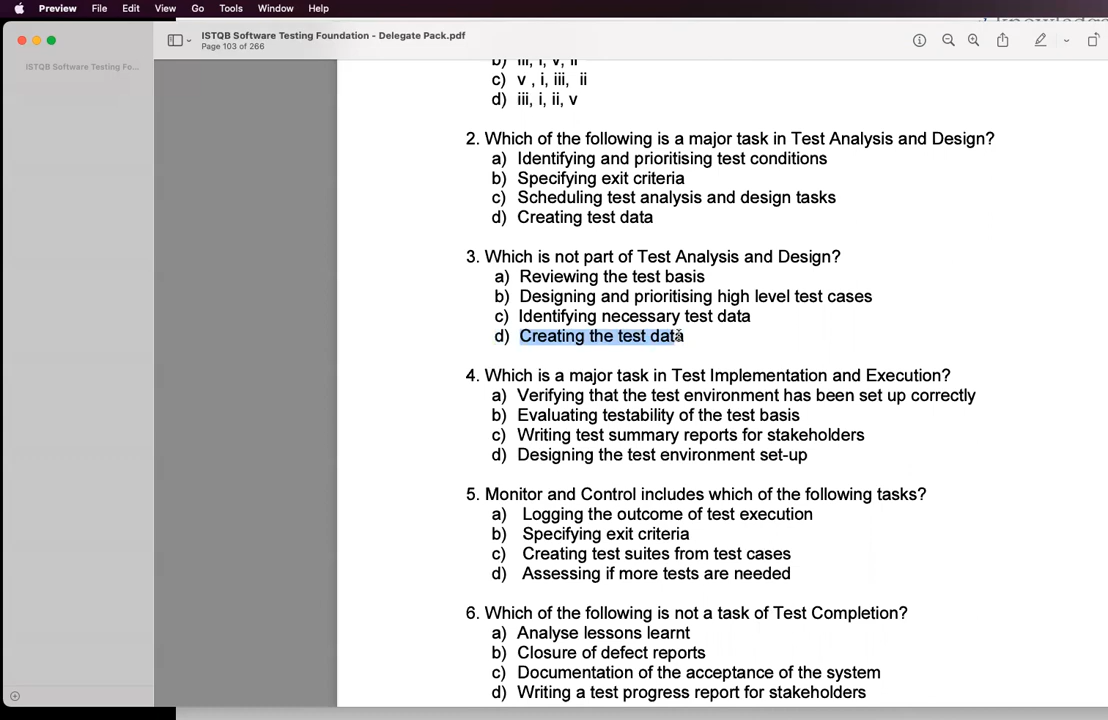 Preview File Edit View Go Tools Window Help
ISTQB Software Testing Foundation - Delegate Pack.pdf
Page 103 of 266
ISTQB Software Testing Fo...
b) iii, i, v, ii
c) v , i, iii, ii
d) iii, i, ii, v
2. Which of the following is a major task in Test Analysis and Design?
a) Identifying and prioritising test conditions
b) Specifying exit criteria
c) Scheduling test analysis and design tasks
d) Creating test data
3. Which is not part of Test Analysis and Design?
a) Reviewing the test basis
b) Designing and prioritising high level test cases
c) Identifying necessary test data
d) Creating the test data
4. Which is a major task in Test Implementation and Execution?
a) Verifying that the test environment has been set up correctly
b) Evaluating testability of the test basis
c) Writing test summary reports for stakeholders
d) Designing the test environment set-up
5. Monitor and Control includes which of the following tasks?
a) Logging the outcome of test execution
b) Specifying exit criteria
c) Creating test suites from test cases
d) Assessing if more tests are needed
6. Which of the following is not a task of Test Completion?
a) Analyse lessons learnt
b) Closure of defect reports
c) Documentation of the acceptance of the system
d) Writing a test progress report for stakeholders